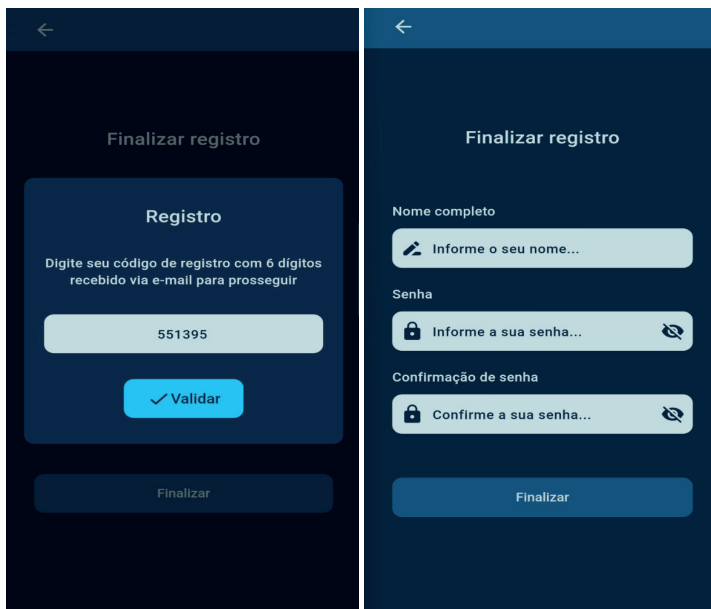 Finalizar registro
Registro
Digite seu código de registro com 6 dígitos
recebido via e-mail para prosseguir
551395
Validar
Finalizar
Finalizar registro
Nome completo
Informe o seu nome...
Senha
Informe a sua senha...
Confirmação de senha
Confirme a sua senha...
Finalizar